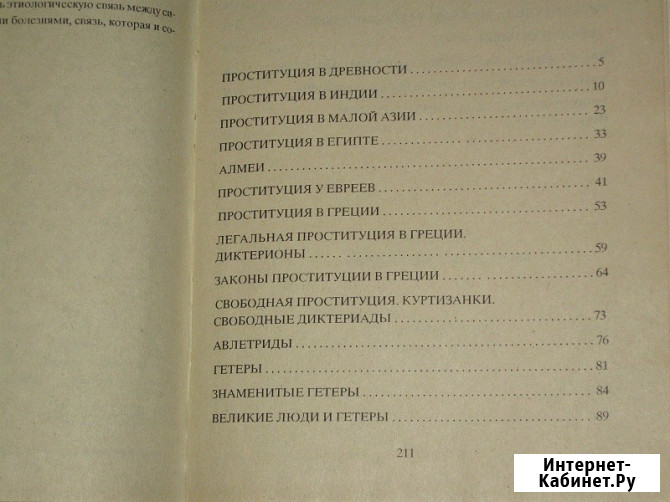 ь этиологическую связь между си-
и болезнями, связь, которая и со-
ПРОСТИТУЦИЯ В ДРЕВНОСТИ 5
ПРОСТИТУЦИЯ В ИНДИИ 10
ПРОСТИТУЦИЯ В МАЛОЙ АЗИИ 23
ПРОСТИТУЦИЯ В ЕГИПТЕ 33
АЛМЕИ 39
ПРОСТИТУЦИЯ У ЕВРЕЕВ 41
ПРОСТИТУЦИЯ В ГРЕЦИИ 53
ЛЕГАЛЬНАЯ ПРОСТИТУЦИЯ В ГРЕЦИИ.
ДИКТЕРИОНЫ 59
ЗАКОНЫ ПРОСТИТУЦИИ В ГРЕЦИИ 64
СВОБОДНАЯ ПРОСТИТУЦИЯ. КУРТИЗАНКИ.
СВОБОДНЫЕ ДИКТЕРИАДЫ 73
АВЛЕТРИДЫ 76
ГЕТЕРЫ 81
ЗНАМЕНИТЫЕ ГЕТЕРЫ 84
ВЕЛИКИЕ ЛЮДИ И ГЕТЕРЫ 89
211
Интернет-
Кабинет.Ру